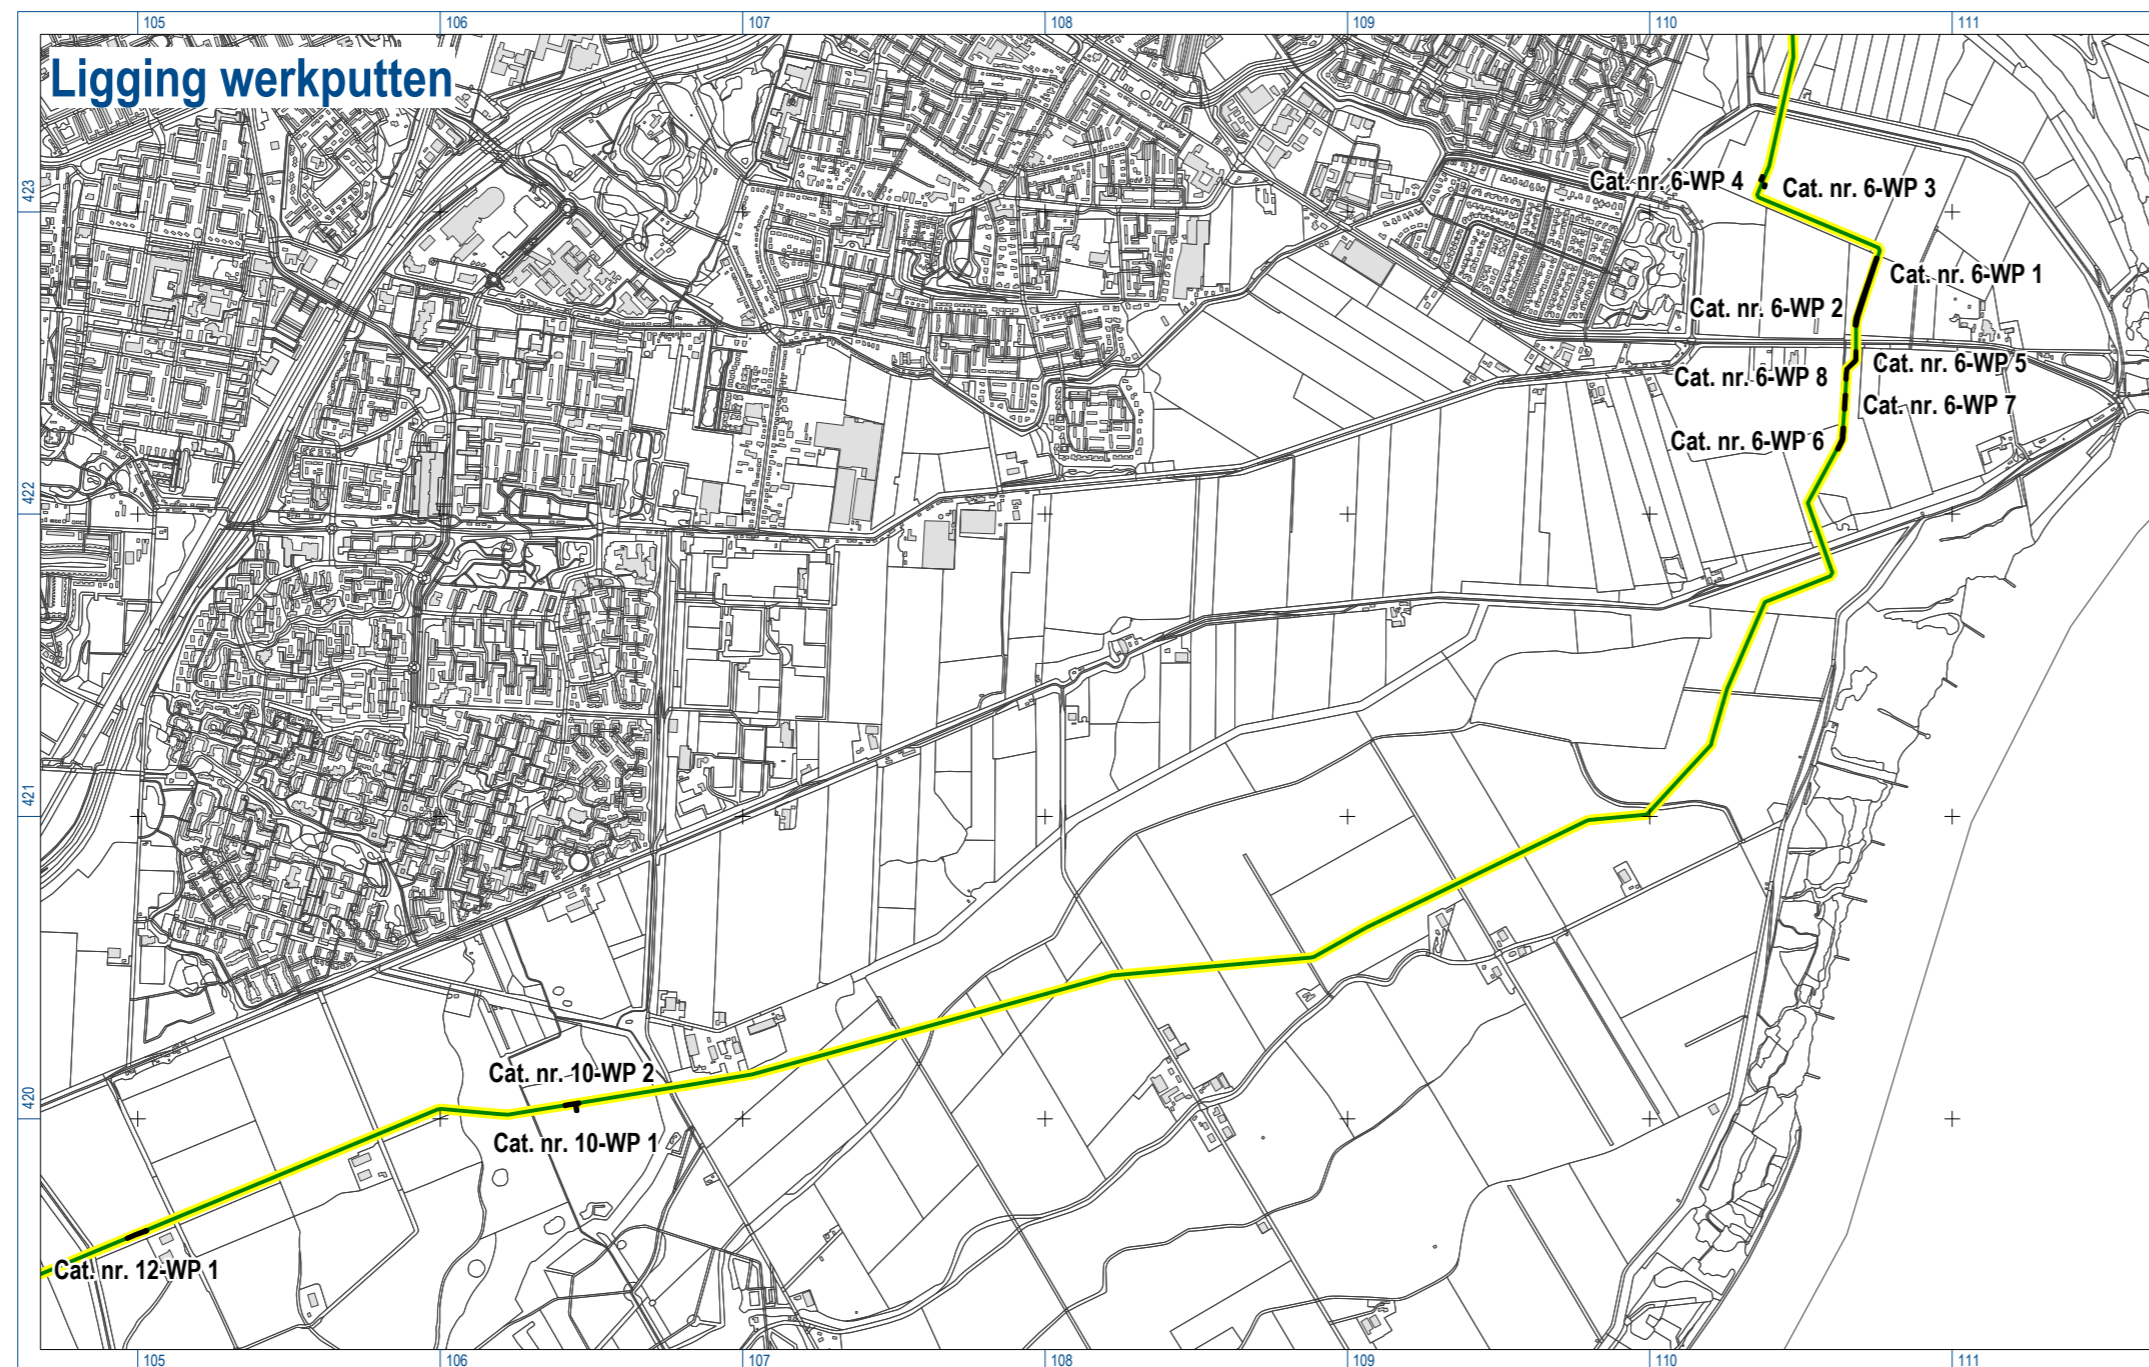 105 106 107 108 109 110 111
Ligging werkputten
423
Cat. nr. 6-WP 4
Cat. nr. 6-WP 3
Cat. nr. 6-WP 1
Cat. nr. 6-WP 2
Cat. nr. 6-WP 5
Cat. nr. 6-WP 8
Cat. nr. 6-WP 7
Cat. nr. 6-WP 6
422
421
420
Cat. nr. 10-WP 2
Cat. nr. 10-WP 1
Cat. nr. 12-WP 1
105 106 107 108 109 110 111